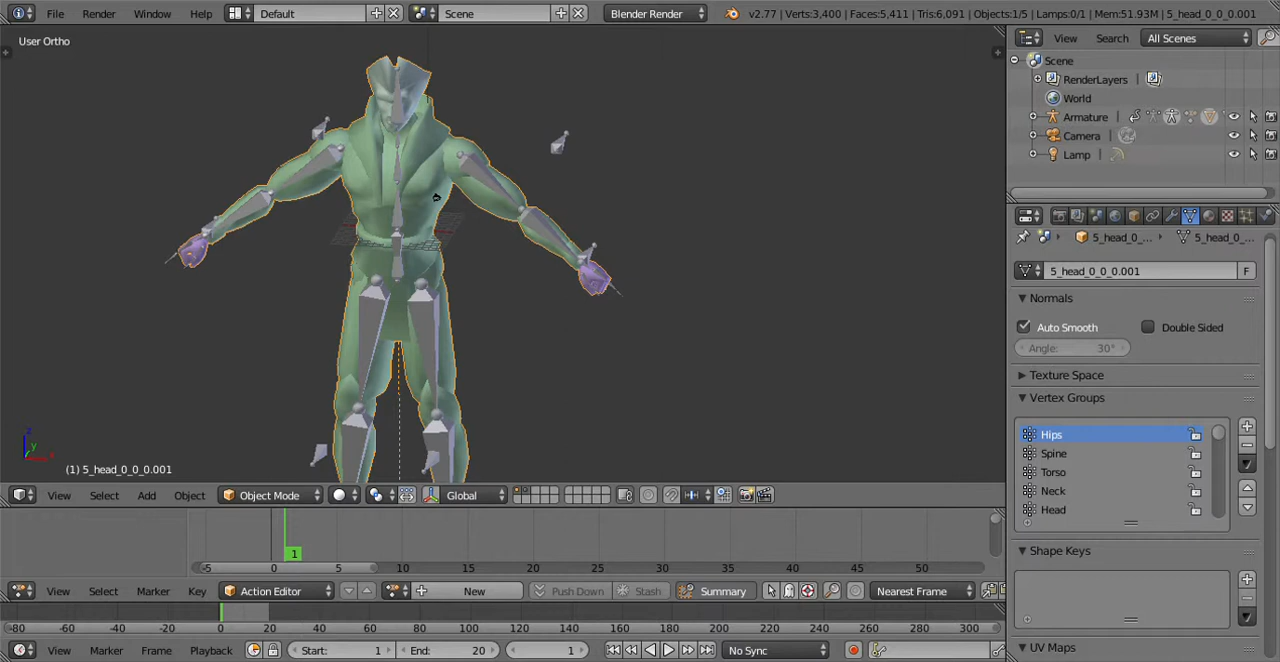 File Render Window Help Default Scene Blender Render v2.77 | Verts:3,400 | Faces:5,411 | Tris:6,091 | Objects:1/5 | Lamps:0/1 | Mem:51.93M | 5_head_0_0_0.001
User Ortho
View Search All Scenes
Scene
RenderLayers
World
Armature
Camera
Lamp
5_head_0_... 5_head_0_0...
5_head_0_0_0.001 F
Normals
Auto Smooth Double Sided
Angle: 30°
Texture Space
Vertex Groups
Hips
Spine
Torso
Neck
Head
Shape Keys
UV Maps
z
y
x
(1) 5_head_0_0_0.001
View Select Add Object Object Mode Global
1
-5 0 5 10 15 20 25 30 35 40 45 50
View Select Marker Key Action Editor New Push Down Stash Summary Nearest Frame
-80 -60 -40 -20 0 20 40 60 80 100 120 140 160 180 200 220 240 260 280 300
View Marker Frame Playback Start: 1 End: 20 1 No Sync